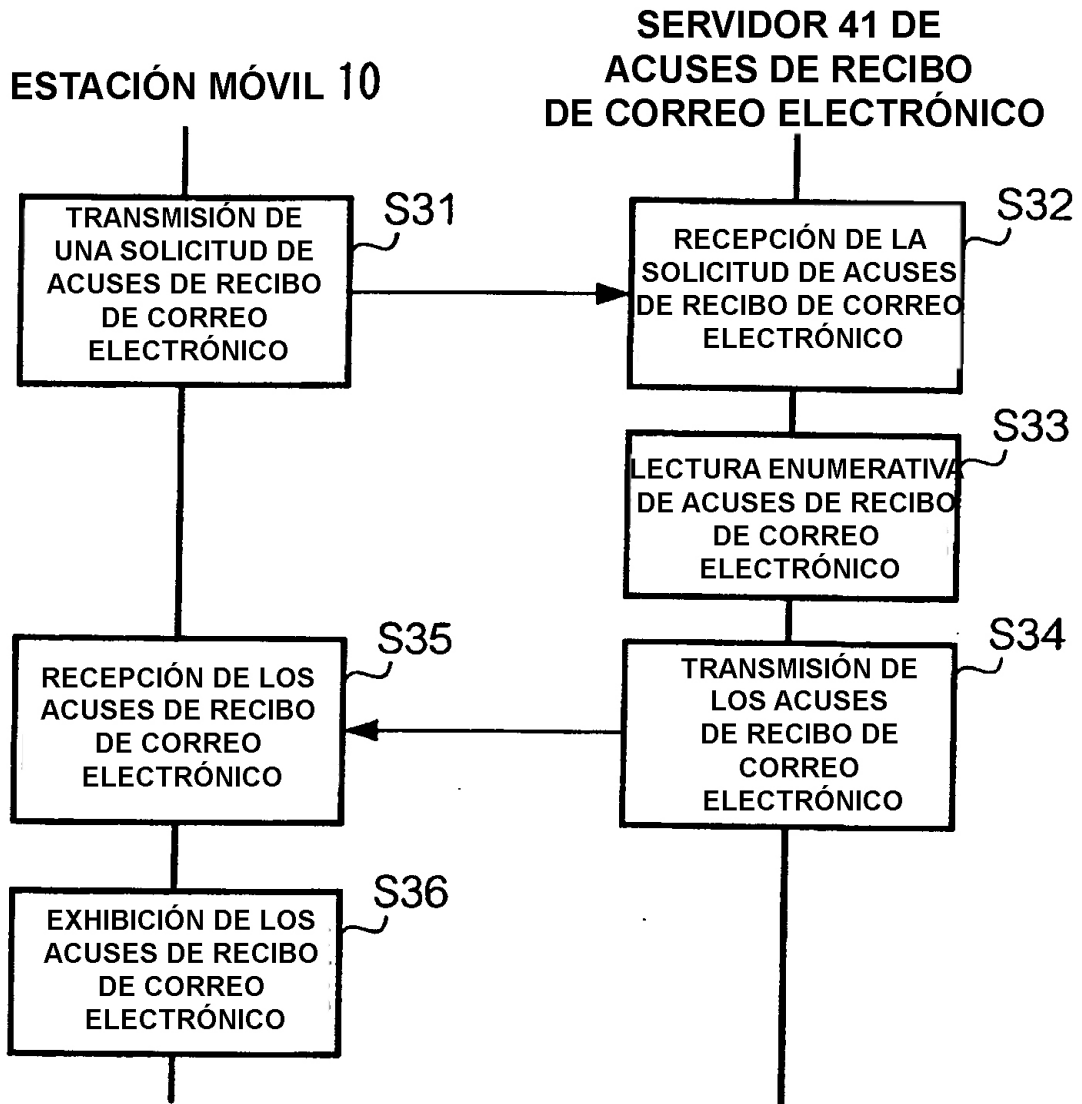 ESTACIÓN MÓVIL 10
SERVIDOR 41 DE
ACUSES DE RECIBO
DE CORREO ELECTRÓNICO
S31
TRANSMISIÓN DE
UNA SOLICITUD DE
ACUSES DE RECIBO
DE CORREO
ELECTRÓNICO
S32
RECEPCIÓN DE LA
SOLICITUD DE ACUSES
DE RECIBO DE CORREO
ELECTRÓNICO
S33
LECTURA ENUMERATIVA
DE ACUSES DE RECIBO
DE CORREO
ELECTRÓNICO
S34
TRANSMISIÓN DE
LOS ACUSES
DE RECIBO DE
CORREO
ELECTRÓNICO
S35
RECEPCIÓN DE LOS
ACUSES DE RECIBO
DE CORREO
ELECTRÓNICO
S36
EXHIBICIÓN DE LOS
ACUSES DE RECIBO
DE CORREO
ELECTRÓNICO